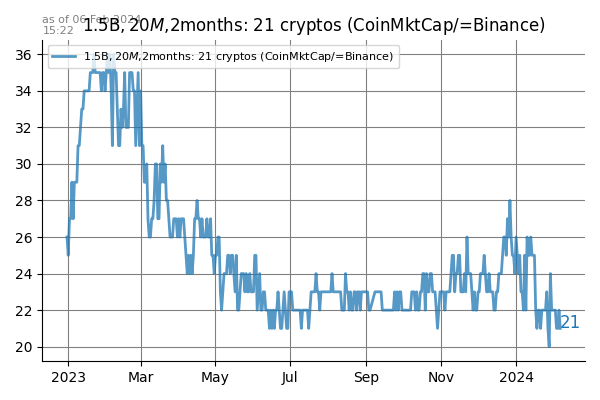 as of 06 Feb 2024
15:22
1.5B, 20M,2months: 21 cryptos (CoinMktCap/=Binance)
1.5B, 20M,2months: 21 cryptos (CoinMktCap/=Binance)
36
34
32
30
28
26
24
22
20
21
2023 Mar May Jul Sep Nov 2024